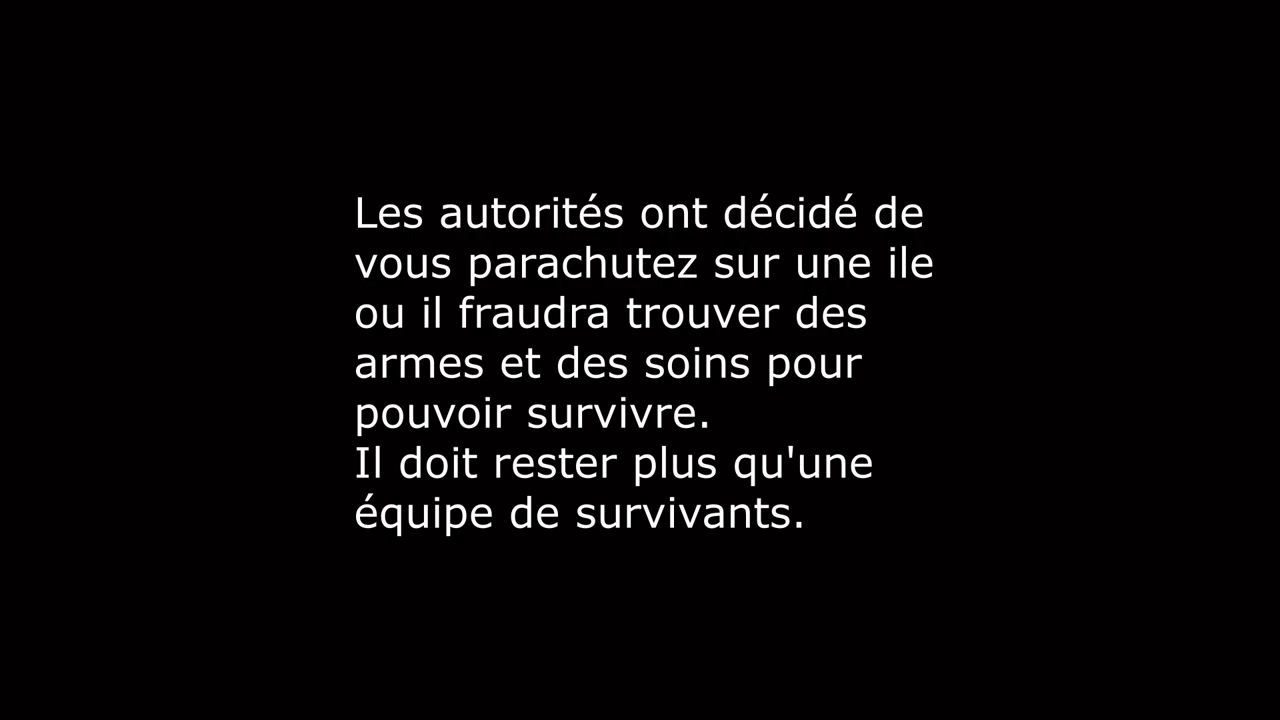 Les autorités ont décidé de
vous parachutez sur une ile
ou il fraudra trouver des
armes et des soins pour
pouvoir survivre.
Il doit rester plus qu'une
équipe de survivants.